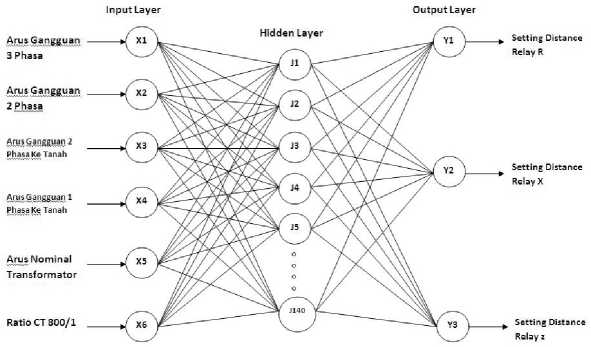 Input Layer
Output Layer
Hidden Layer
Arus Gangguan
3 Phasa
X1
J1
Y1
Setting Distance
Relay R
Arus Gangguan
2 Phasa
X2
J2
Arus Gangguan 2
Phasa Ke Tanah
X3
J3
Y2
Setting Distance
Relay X
Arus Gangguan 1
Phasa Ke Tanah
X4
J4
J5
Arus Nominal
Transformator
X5
Ratio CT 800/1
X6
J140
Y3
Setting Distance
Relay z